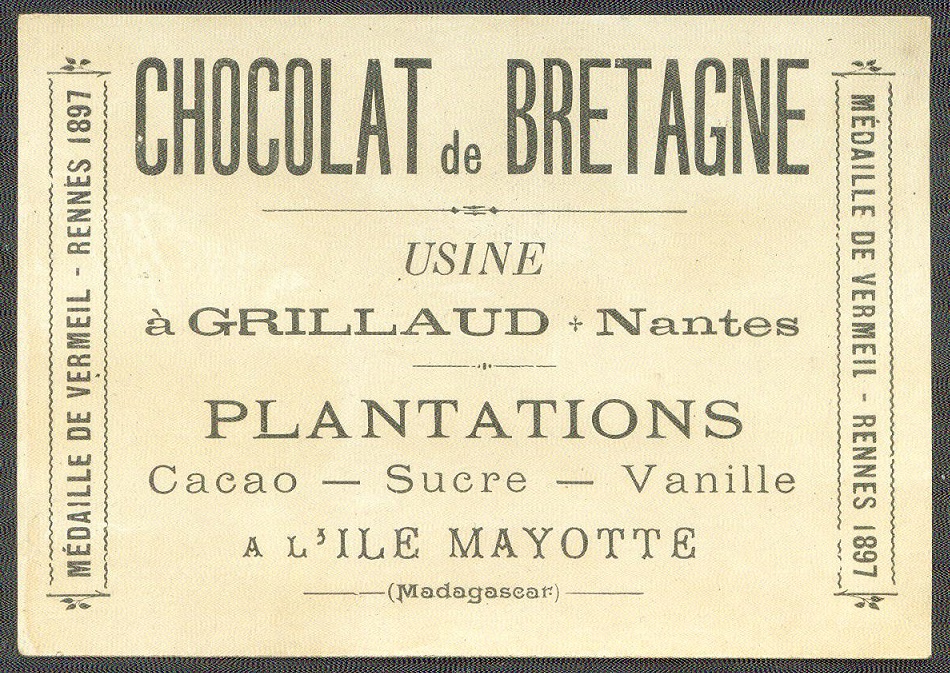 CHOCOLAT de BRETAGNE
USINE
à GRILLAUD + Nantes
PLANTATIONS
Cacao — Sucre — Vanille
A L'ILE MAYOTTE
(Madagascar)
MÉDAILLE DE VERMEIL - RENNES 1897
MÉDAILLE DE VERMEIL - RENNES 1897